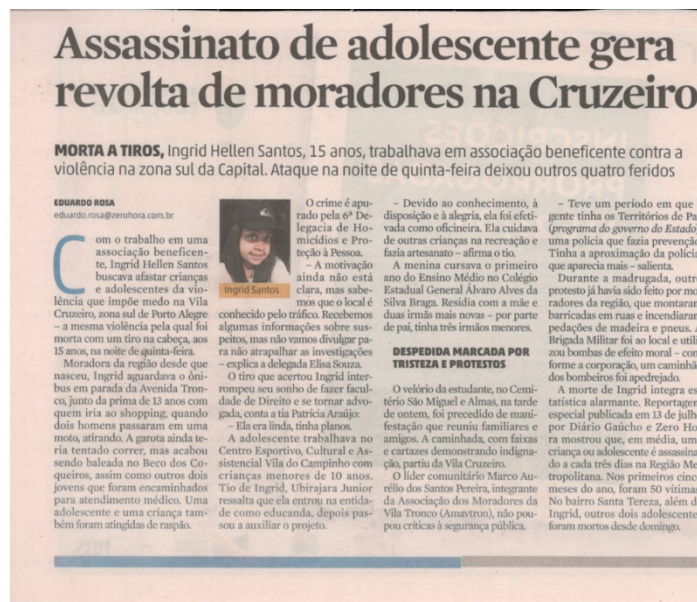 Assassinato de adolescente gera
revolta de moradores na Cruzeiro
MORTA A TIROS, Ingrid Hellen Santos, 15 anos, trabalhava em associação beneficente contra a
violência na zona sul da Capital. Ataque na noite de quinta-feira deixou outros quatro feridos
EDUARDO ROSA
eduardo.rosa@zerohora.com.br
Com o trabalho em uma
associação beneficen-
te, Ingrid Hellen Santos
buscava afastar crianças
e adolescentes da vio-
lência que impõe medo na Vila
Cruzeiro, zona sul de Porto Alegre
– a mesma violência pela qual foi
morta com um tiro na cabeça, aos
15 anos, na noite de quinta-feira.
Moradora da região desde que
nasceu, Ingrid aguardava o ôni-
bus em parada da Avenida Tron-
co, junto da prima de 13 anos com
quem iria ao shopping, quando
dois homens passaram em uma
moto, atirando. A garota ainda te-
ria tentado correr, mas acabou
sendo baleada no Beco dos Co-
queiros, assim como outros dois
jovens que foram encaminhados
para atendimento médico. Uma
adolescente e uma criança tam-
bém foram atingidas de raspão.
Ingrid Santos
O crime é apu-
rado pela 6ª De-
legacia de Ho-
micídios e Pro-
teção à Pessoa.
– A motivação
ainda não está
clara, mas sabe-
mos que o local é
conhecido pelo tráfico. Recebemos
algumas informações sobre sus-
peitos, mas não vamos divulgar pa-
ra não atrapalhar as investigações
– explica a delegada Elisa Souza.
O tiro que acertou Ingrid inter-
rompeu seu sonho de fazer facul-
dade de Direito e se tornar advo-
gada, conta a tia Patrícia Araújo:
– Ela era linda, tinha planos.
A adolescente trabalhava no
Centro Esportivo, Cultural e As-
sistencial Vila do Campinho com
crianças menores de 10 anos.
Tio de Ingrid, Ubirajara Junior
ressalta que ela entrou na entida-
de como educanda, depois pas-
sou a auxiliar o projeto.
– Devido ao conhecimento, à
disposição e à alegria, ela foi efeti-
vada como oficineira. Ela cuidava
de outras crianças na recreação e
fazia artesanato – afirma o tio.
A menina cursava o primeiro
ano do Ensino Médio no Colégio
Estadual General Álvaro Alves da
Silva Braga. Residia com a mãe e
duas irmãs mais novas – por parte
de pai, tinha três irmãos menores.
DESPEDIDA MARCADA POR
TRISTEZA E PROTESTOS
O velório da estudante, no Cemi-
tério São Miguel e Almas, na tarde
de ontem, foi precedido de mani-
festação que reuniu familiares e
amigos. A caminhada, com faixas
e cartazes demonstrando indigna-
ção, partiu da Vila Cruzeiro.
O líder comunitário Marco Au-
rélio dos Santos Pereira, integrante
da Associação dos Moradores da
Vila Tronco (Amavtron), não pou-
pou críticas à segurança pública.
– Teve um período em que
gente tinha os Territórios de Pa
(programa do governo do Estado)
uma polícia que fazia prevençã
Tinha a aproximação da polícia
que aparecia mais – salienta.
Durante a madrugada, outr
protesto já havia sido feito por mo
radores da região, que montara
barricadas em ruas e incendiara
pedações de madeira e pneus. A
Brigada Militar foi ao local e utili
zou bombas de efeito moral – con
forme a corporação, um caminhã
dos bombeiros foi apedrejado.
A morte de Ingrid integra es
tatística alarmante. Reportagen
especial publicada em 13 de julh
por Diário Gaúcho e Zero Ho
ra mostrou que, em média, um
criança ou adolescente é assassina
do a cada três dias na Região Me
tropolitana. Nos primeiros cinc
meses do ano, foram 50 vítimas
No bairro Santa Tereza, além d
Ingrid, outros dois adolescente
foram mortos desde domingo.